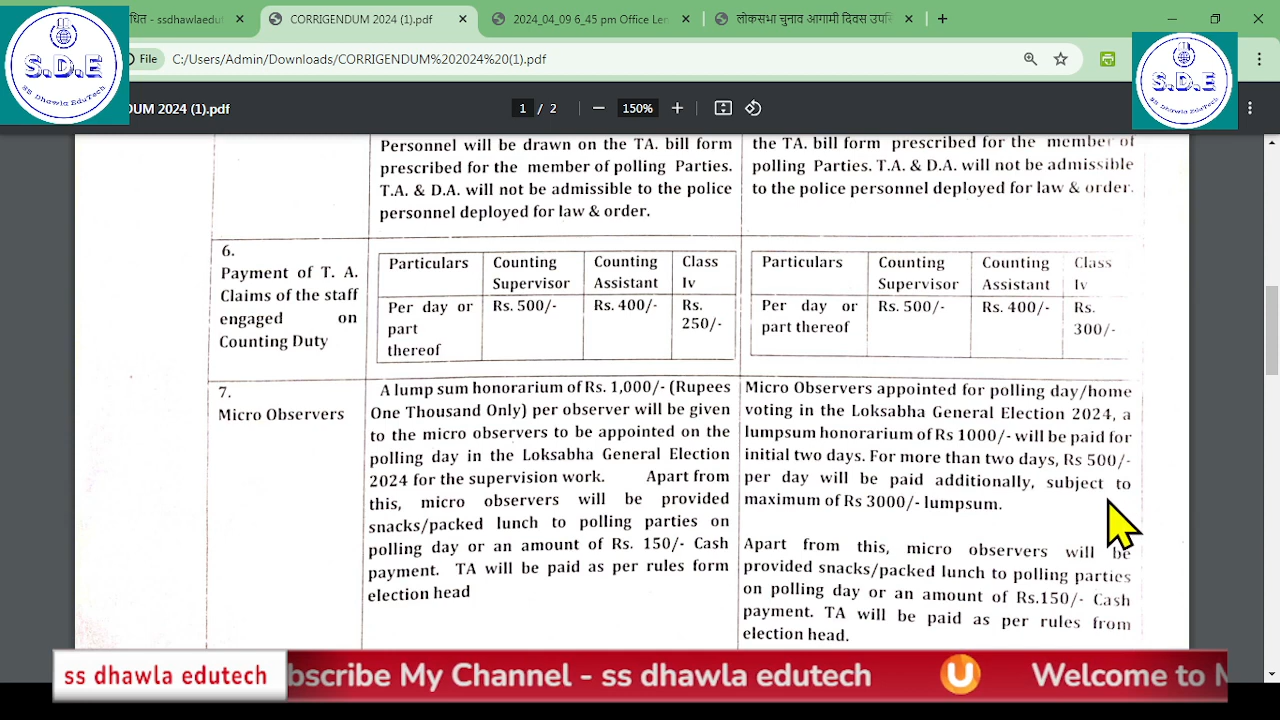 धित - ssdhawlaedut
CORRIGENDUM 2024 (1).pdf
2024_04_09 6_45 pm Office Len
लोकसभा चुनाव आगामी दिवस उपस्
File
C:/Users/Admin/Downloads/CORRIGENDUM%202024%20(1).pdf
S.D.E
SS Dhawla EduTech
S.D.E
SS Dhawla EduTech
DUM 2024 (1).pdf
1 / 2
150%
Personnel will be drawn on the TA. bill form
prescribed for the member of polling Parties.
T.A. & D.A. will not be admissible to the police
personnel deployed for law & order.
the TA. bill form prescribed for the member of
polling Parties. T.A. & D.A. will not be admissible
to the police personnel deployed for law & order.
6.
Payment of T. A.
Claims of the staff
engaged on
Counting Duty
Particulars Counting Supervisor Counting Assistant Class Iv
Per day or part thereof Rs. 500/- Rs. 400/- Rs. 250/-
Particulars Counting Supervisor Counting Assistant Class Iv
Per day or part thereof Rs. 500/- Rs. 400/- Rs. 300/-
7.
Micro Observers
A lump sum honorarium of Rs. 1,000/- (Rupees
One Thousand Only) per observer will be given
to the micro observers to be appointed on the
polling day in the Loksabha General Election
2024 for the supervision work. Apart from
this, micro observers will be provided
snacks/packed lunch to polling parties on
polling day or an amount of Rs. 150/- Cash
payment. TA will be paid as per rules form
election head
Micro Observers appointed for polling day/home
voting in the Loksabha General Election 2024, a
lumpsum honorarium of Rs 1000/- will be paid for
initial two days. For more than two days, Rs 500/-
per day will be paid additionally, subject to
maximum of Rs 3000/- lumpsum.
Apart from this, micro observers will be
provided snacks/packed lunch to polling parties
on polling day or an amount of Rs.150/- Cash
payment. TA will be paid as per rules from
election head.
ss dhawla edutech
bscribe My Channel - ss dhawla edutech
U
Welcome to M